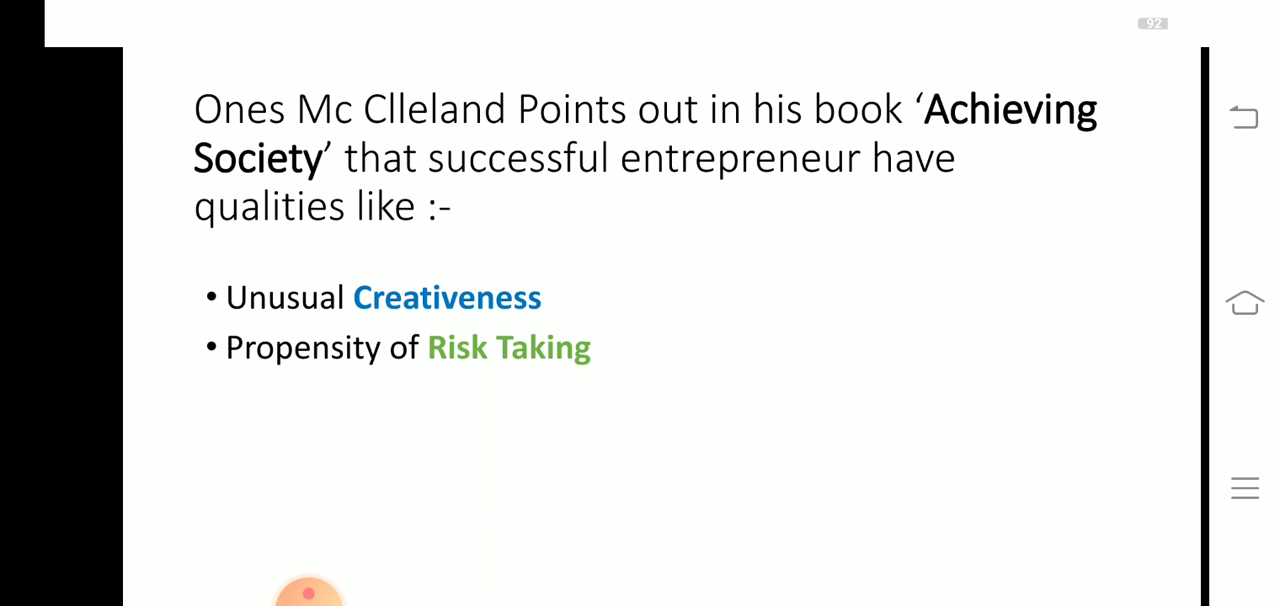 92
Ones Mc Clleland Points out in his book ‘Achieving
Society’ that successful entrepreneur have
qualities like :-
• Unusual Creativeness
• Propensity of Risk Taking